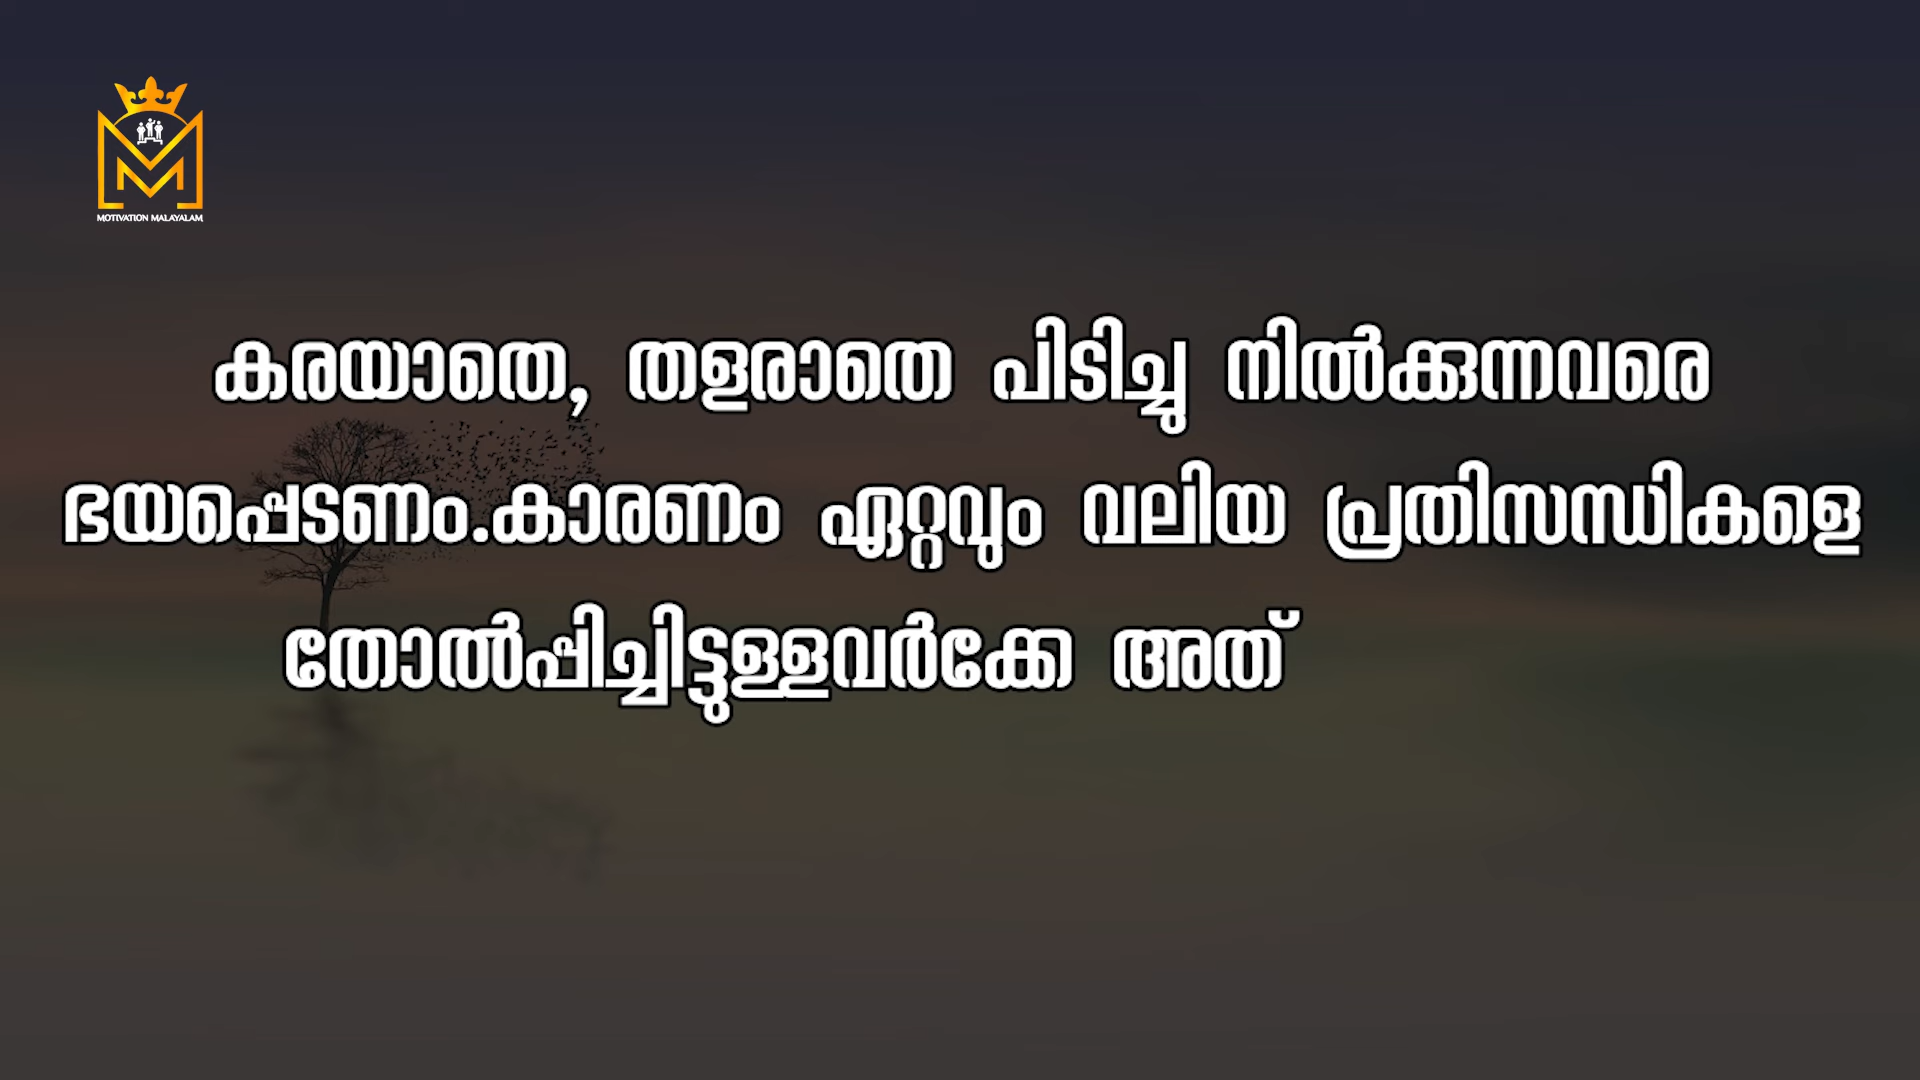 MOTIVATION MALAYALAM
കരയാതെ, തളരാതെ പിടിച്ചു നിൽക്കുന്നവരെ
ഭയപ്പെടണം.കാരണം ഏറ്റവും വലിയ പ്രതിസന്ധികളെ
തോൽപ്പിച്ചിട്ടുള്ളവർക്കേ അത്